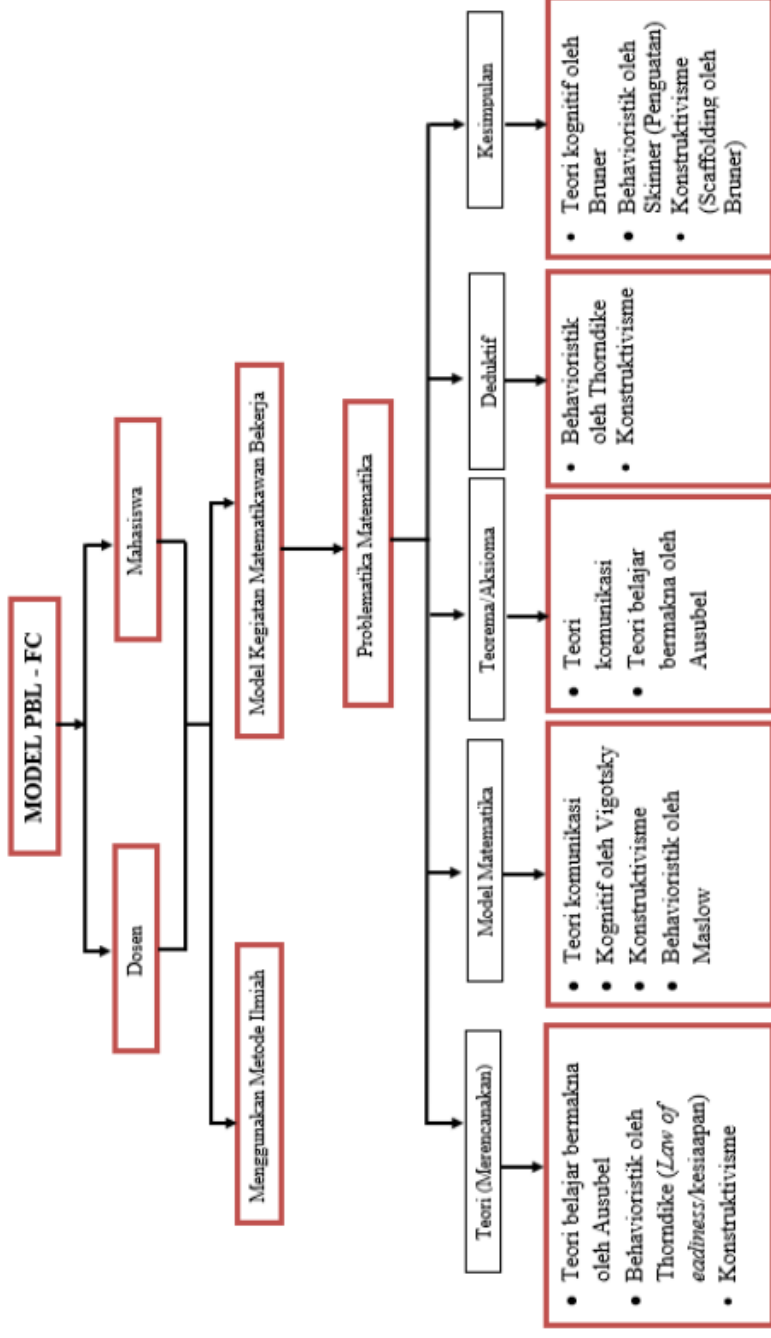 MODEL PBL - FC
Dosen
Mahasiswa
Menggunakan Metode Ilmiah
Model Kegiatan Matematikawan Bekerja
Problematika Matematika
Teori (Merencanakan)
Model Matematika
Teorema/Aksioma
Deduktif
Kesimpulan
• Teori belajar bermakna
oleh Ausubel
• Behavioristik oleh
Thorndike (Law of
eadiness/kesiaapan)
• Konstruktivisme
• Teori komunikasi
• Kognitif oleh Vigotsky
• Konstruktivisme
• Behavioristik oleh
Maslow
• Teori
komunikasi
• Teori belajar
bermakna oleh
Ausubel
• Behavioristik
oleh Thorndike
• Konstruktivisme
• Teori kognitif oleh
Bruner
• Behavioristik oleh
Skinner (Penguatan)
• Konstruktivisme
(Scaffolding oleh
Bruner)